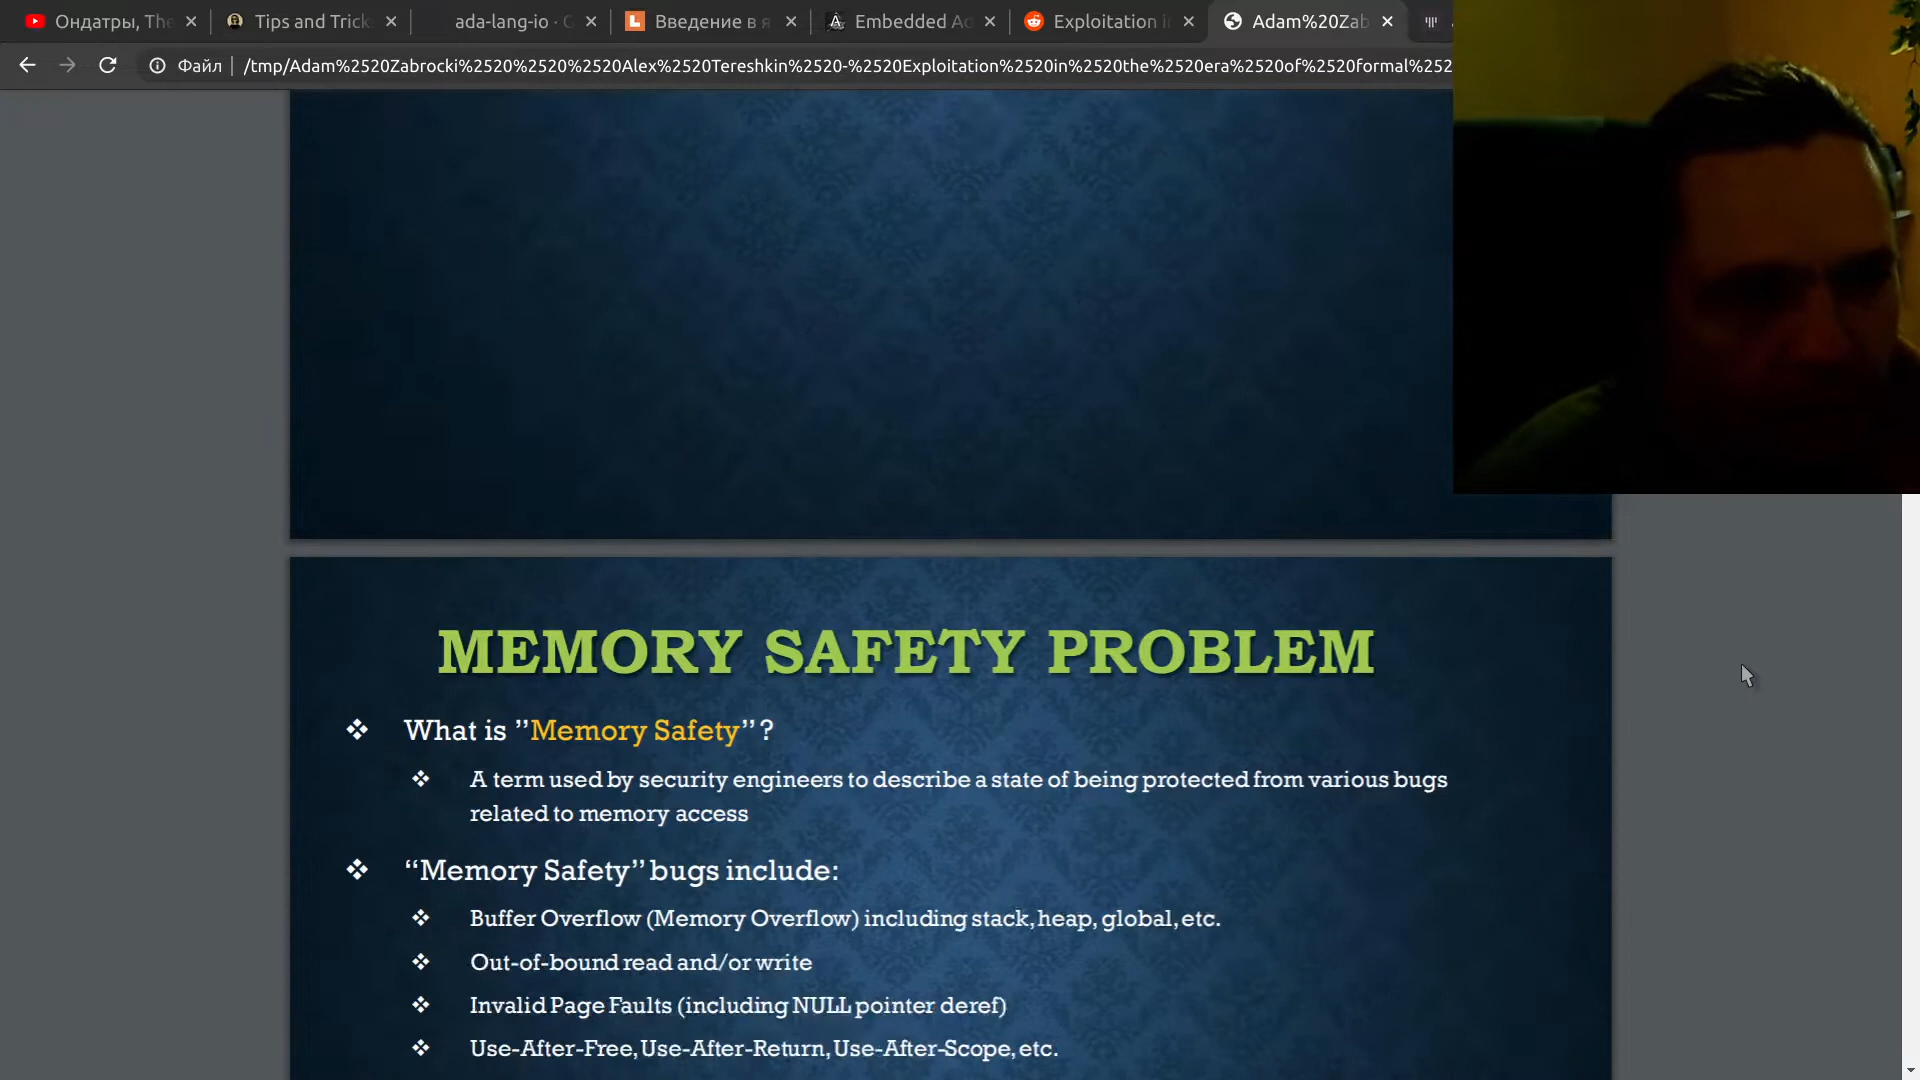 Ондатры, The
Tips and Trick
ada-lang-io · G
Введение в я
Embedded Ad
Exploitation i
Adam%20Zab
Файл
/tmp/Adam%2520Zabrocki%2520%2520%2520Alex%2520Tereshkin%2520-%2520Exploitation%2520in%2520the%2520era%2520of%2520formal%252
MEMORY SAFETY PROBLEM
❖ What is ”Memory Safety”?
❖ A term used by security engineers to describe a state of being protected from various bugs
related to memory access
❖ “Memory Safety” bugs include:
❖ Buffer Overflow (Memory Overflow) including stack, heap, global, etc.
❖ Out-of-bound read and/or write
❖ Invalid Page Faults (including NULL pointer deref)
❖ Use-After-Free, Use-After-Return, Use-After-Scope, etc.